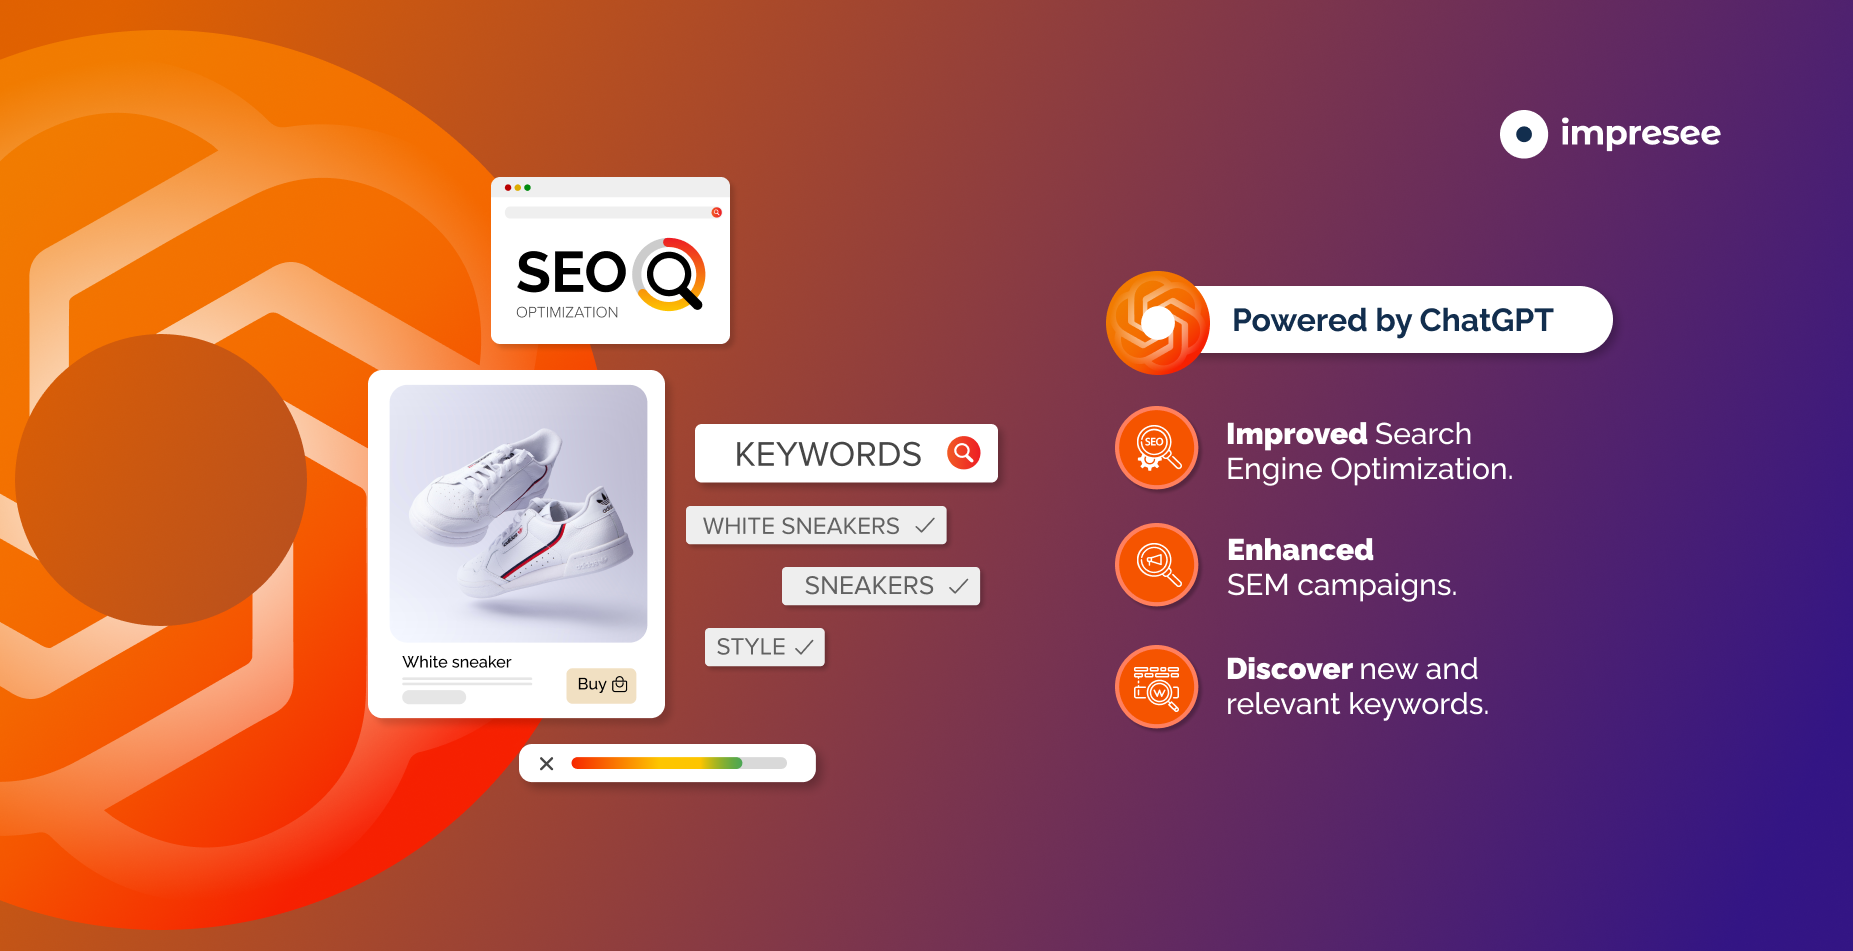 impresee
SEO
OPTIMIZATION
KEYWORDS
WHITE SNEAKERS
SNEAKERS
STYLE
White sneaker
Buy
Powered by ChatGPT
SEO
Improved Search
Engine Optimization.
Enhanced
SEM campaigns.
W
Discover new and
relevant keywords.